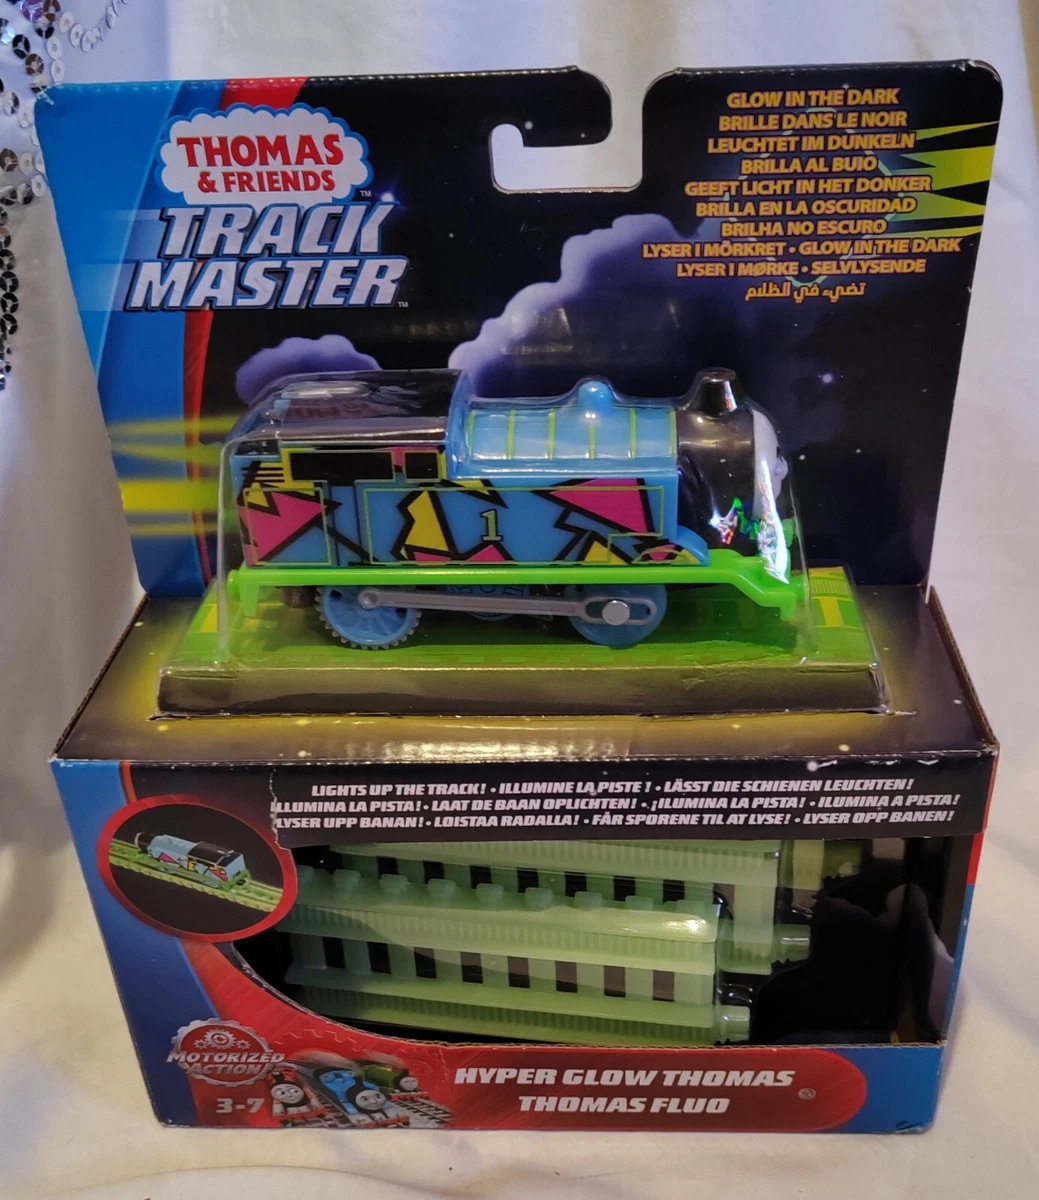 THOMAS
& FRIENDS
™
TRACK
MASTER
™
GLOW IN THE DARK
BRILLE DANS LE NOIR
LEUCHTET IM DUNKELN
BRILLA AL BUIO
GEEFT LICHT IN HET DONKER
BRILLA EN LA OSCURIDAD
BRILHA NO ESCURO
LYSER I MÖRKRET • GLOW IN THE DARK
LYSER I MØRKE • SELVLYSENDE
تضيء في الظلام
1
LIGHTS UP THE TRACK! • ILLUMINE LA PISTE ! • LÄSST DIE SCHIENEN LEUCHTEN!
ILLUMINA LA PISTA! • LAAT DE BAAN OPLICHTEN! • ¡ILUMINA LA PISTA! • ILUMINA A PISTA!
LYSER UPP BANAN! • LOISTAA RADALLA! • FÅR SPORENE TIL AT LYSE! • LYSER OPP BANEN!
MOTORIZED
ACTION!
3-7
HYPER GLOW THOMAS
THOMAS FLUO